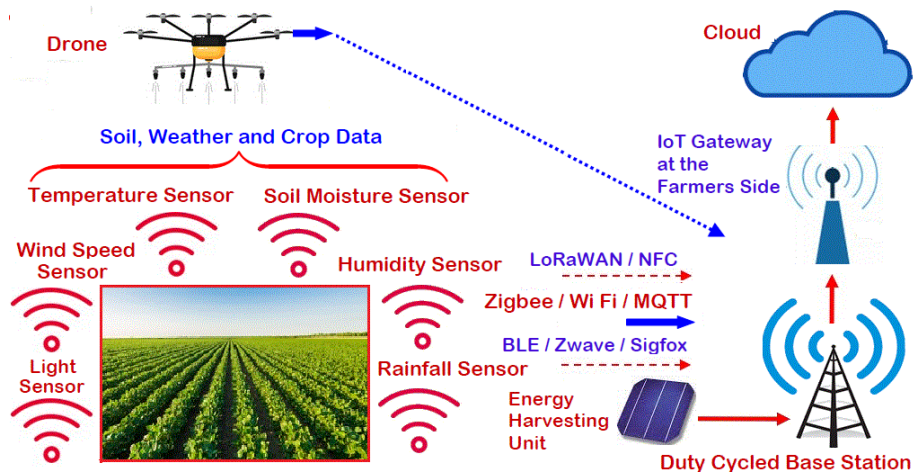 Drone
Cloud
Soil, Weather and Crop Data
IoT Gateway
at the
Farmers Side
Temperature Sensor
Soil Moisture Sensor
Wind Speed
Sensor
Humidity Sensor
LoRaWAN / NFC
Zigbee / Wi Fi / MQTT
BLE / Zwave / Sigfox
Light
Sensor
Rainfall Sensor
Energy
Harvesting
Unit
Duty Cycled Base Station